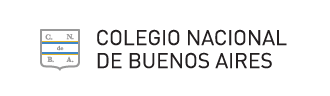 C. N.
de
B. A.
COLEGIO NACIONAL
DE BUENOS AIRES